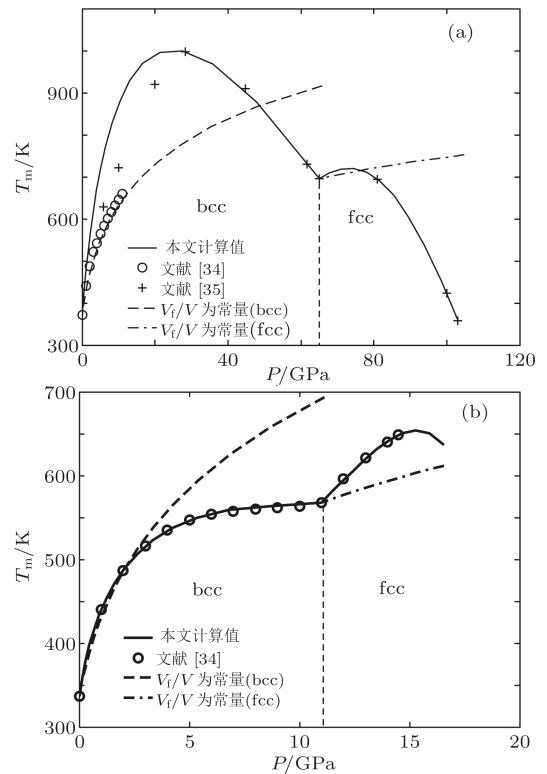 (a)
900
600
300
T_m/K
bcc
fcc
本文计算值
文献 [34]
文献 [35]
V_f/V 为常量(bcc)
V_f/V 为常量(fcc)
0 40 80 120
P/GPa
(b)
700
600
500
400
300
T_m/K
bcc
fcc
本文计算值
文献 [34]
V_f/V 为常量(bcc)
V_f/V 为常量(fcc)
0 5 10 15 20
P/GPa